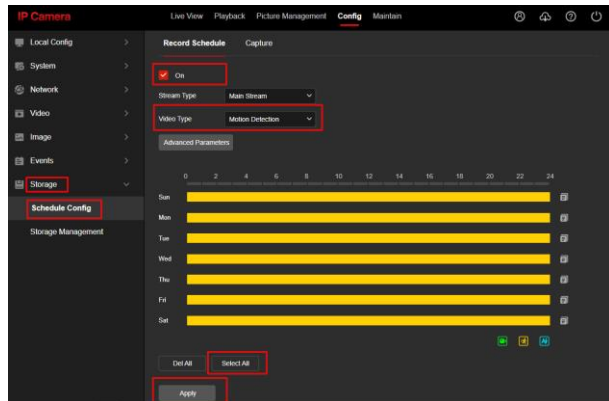 IP Camera
Live View Playback Picture Management Config Maintain
Local Config
System
Network
Video
Image
Events
Storage
Schedule Config
Storage Management
Record Schedule Capture
On
Stream Type Main Stream
Video Type Motion Detection
Advanced Parameters
0 2 4 6 8 10 12 14 16 18 20 22 24
Sun
Mon
Tue
Wed
Thu
Fri
Sat
AI
Del All Select All
Apply